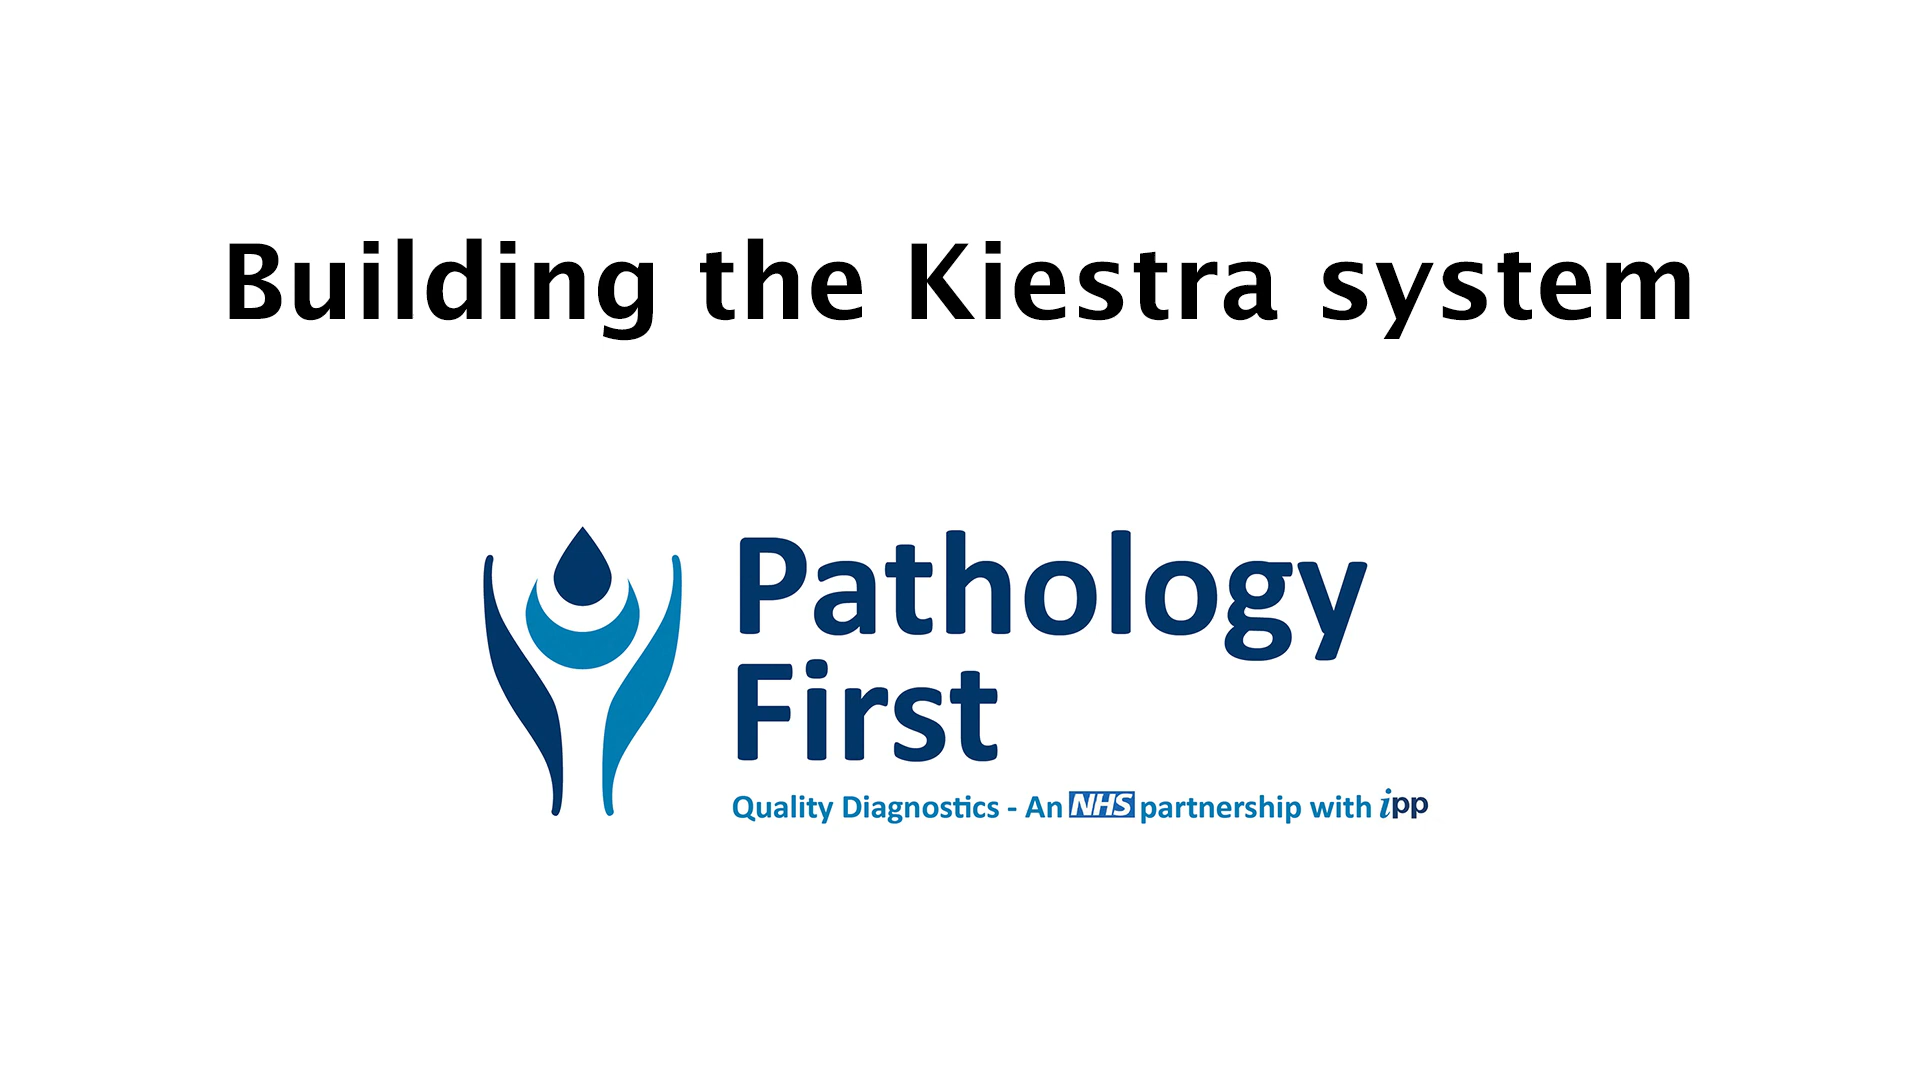 Building the Kiestra system
Pathology
First
Quality Diagnostics - An NHS partnership with ipp